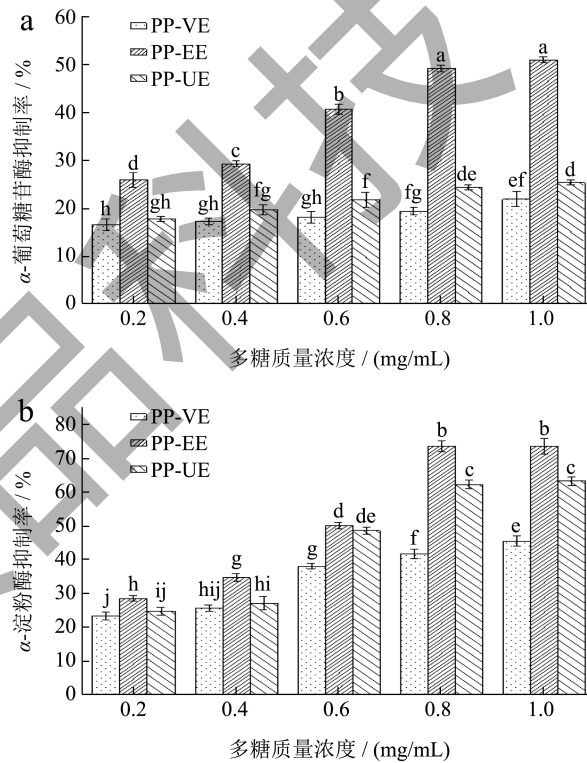 a
60
50
40
30
20
10
0
α-葡萄糖苷酶抑制率 / %
PP-VE
PP-EE
PP-UE
h d gh
gh c fg
gh b f
fg a de
ef a d
0.2 0.4 0.6 0.8 1.0
多糖质量浓度 / (mg/mL)
b
80
70
60
50
40
30
20
10
0
α-淀粉酶抑制率 / %
PP-VE
PP-EE
PP-UE
j h ij
hij g hi
g d de
f b c
e b c
0.2 0.4 0.6 0.8 1.0
多糖质量浓度 / (mg/mL)
品科技